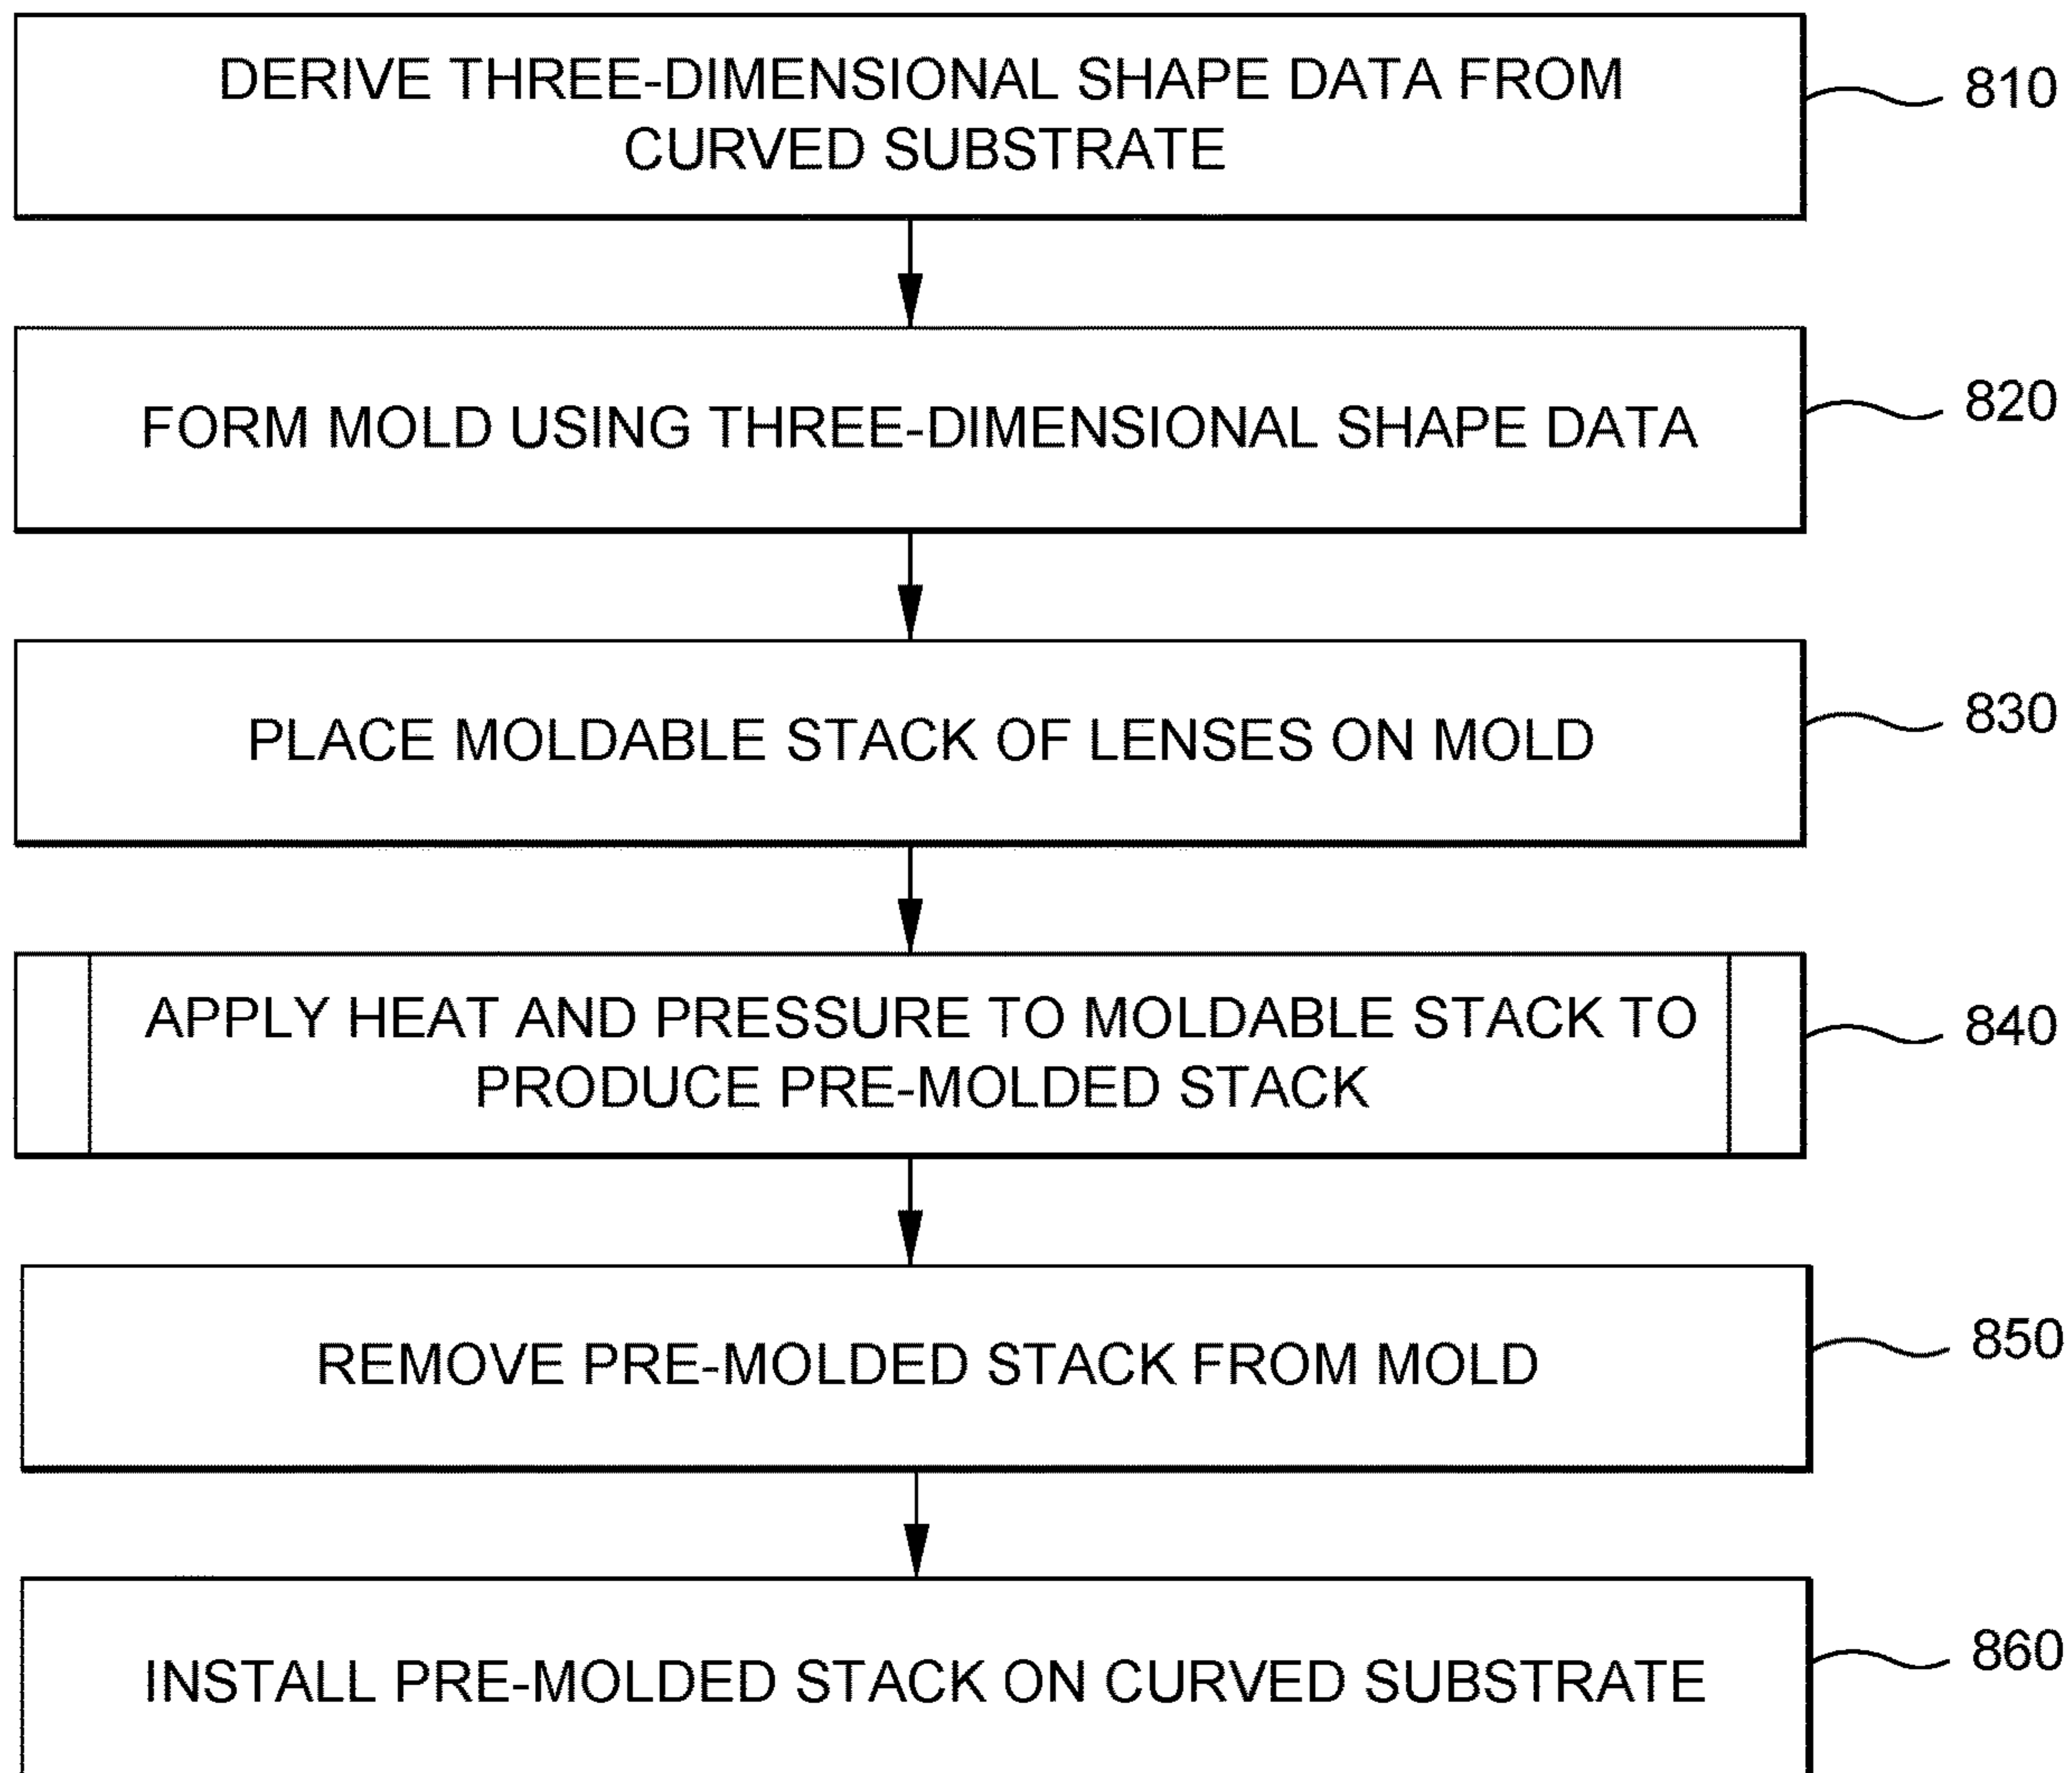 DERIVE THREE-DIMENSIONAL SHAPE DATA FROM
CURVED SUBSTRATE
810
FORM MOLD USING THREE-DIMENSIONAL SHAPE DATA
820
PLACE MOLDABLE STACK OF LENSES ON MOLD
830
APPLY HEAT AND PRESSURE TO MOLDABLE STACK TO
PRODUCE PRE-MOLDED STACK
840
REMOVE PRE-MOLDED STACK FROM MOLD
850
INSTALL PRE-MOLDED STACK ON CURVED SUBSTRATE
860